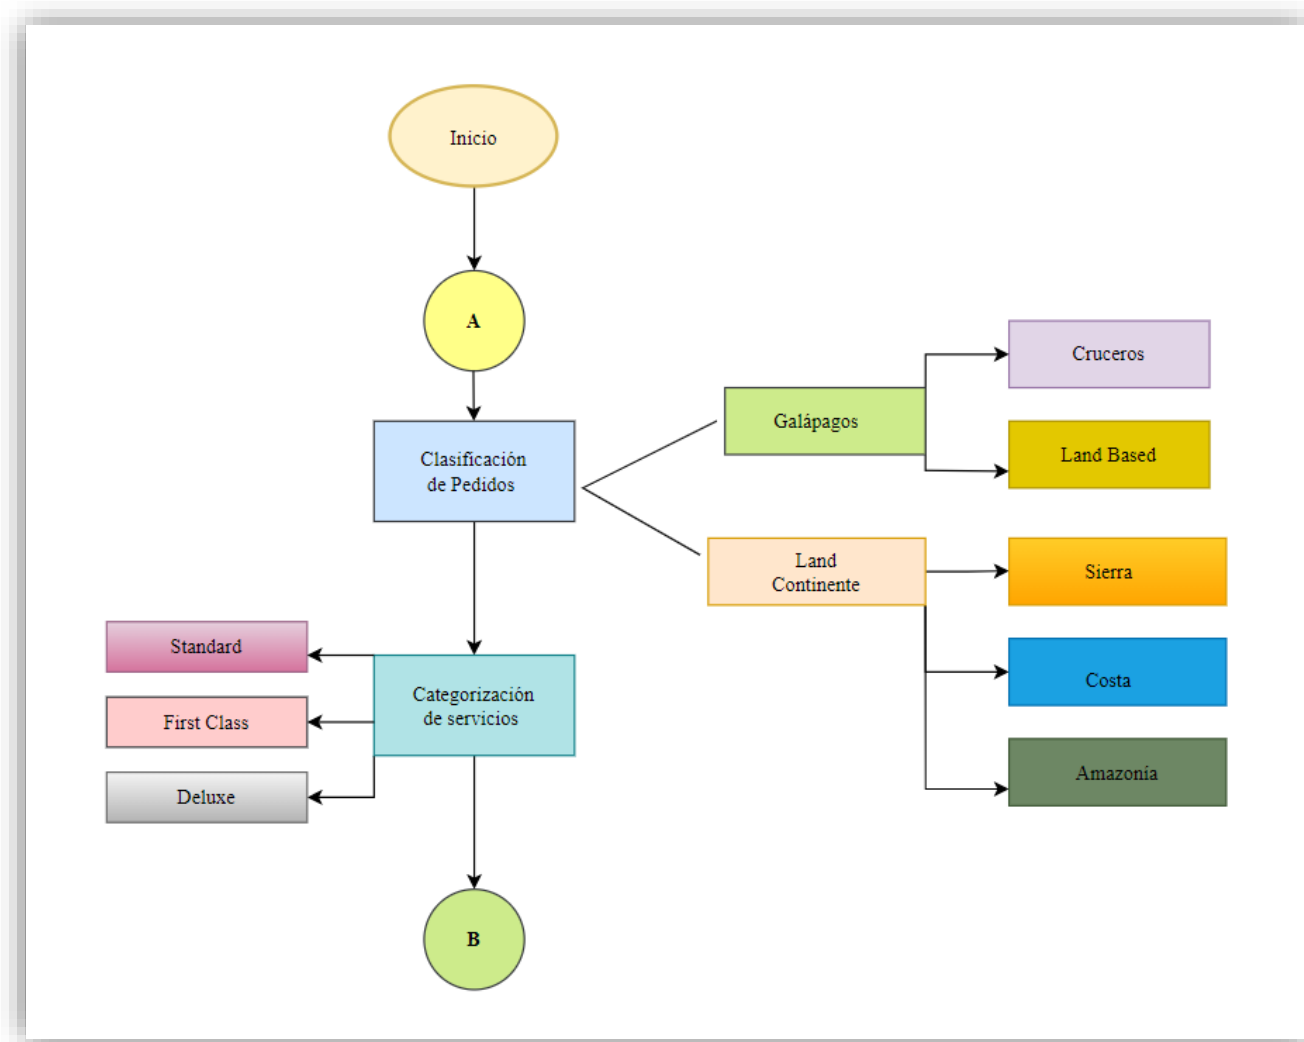 Inicio
A
Clasificación
de Pedidos
Galápagos
Cruceros
Land Based
Land
Continente
Sierra
Costa
Amazonía
Categorización
de servicios
Standard
First Class
Deluxe
B